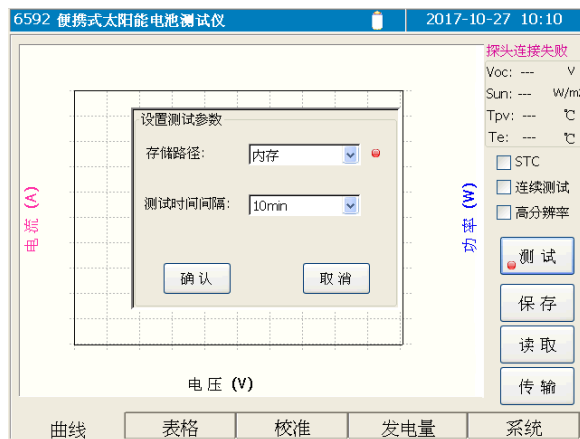 6592 便携式太阳能电池测试仪 2017-10-27 10:10
探头连接失败
Voc: --- V
Sun: --- W/m2
Tpv: --- ℃
Te: --- ℃
STC
连续测试
高分辨率
测 试
保 存
读 取
传 输
设置测试参数
存储路径: 内存
测试时间间隔: 10min
确 认 取 消
电 流 (A)
功 率 (W)
电 压 (V)
曲线 表格 校准 发电量 系统